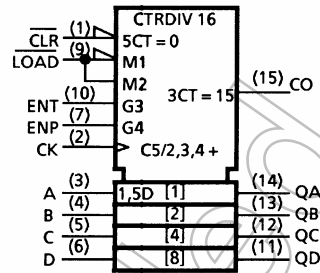 CTRDIV 16
CLR (1) 5CT = 0
LOAD (9) M1
M2
3CT = 15 (15) CO
ENT (10) G3
ENP (7) G4
CK (2) C5/2,3,4 +
A (3) 1,5D [1] (14) QA
B (4) [2] (13) QB
C (5) [4] (12) QC
D (6) [8] (11) QD